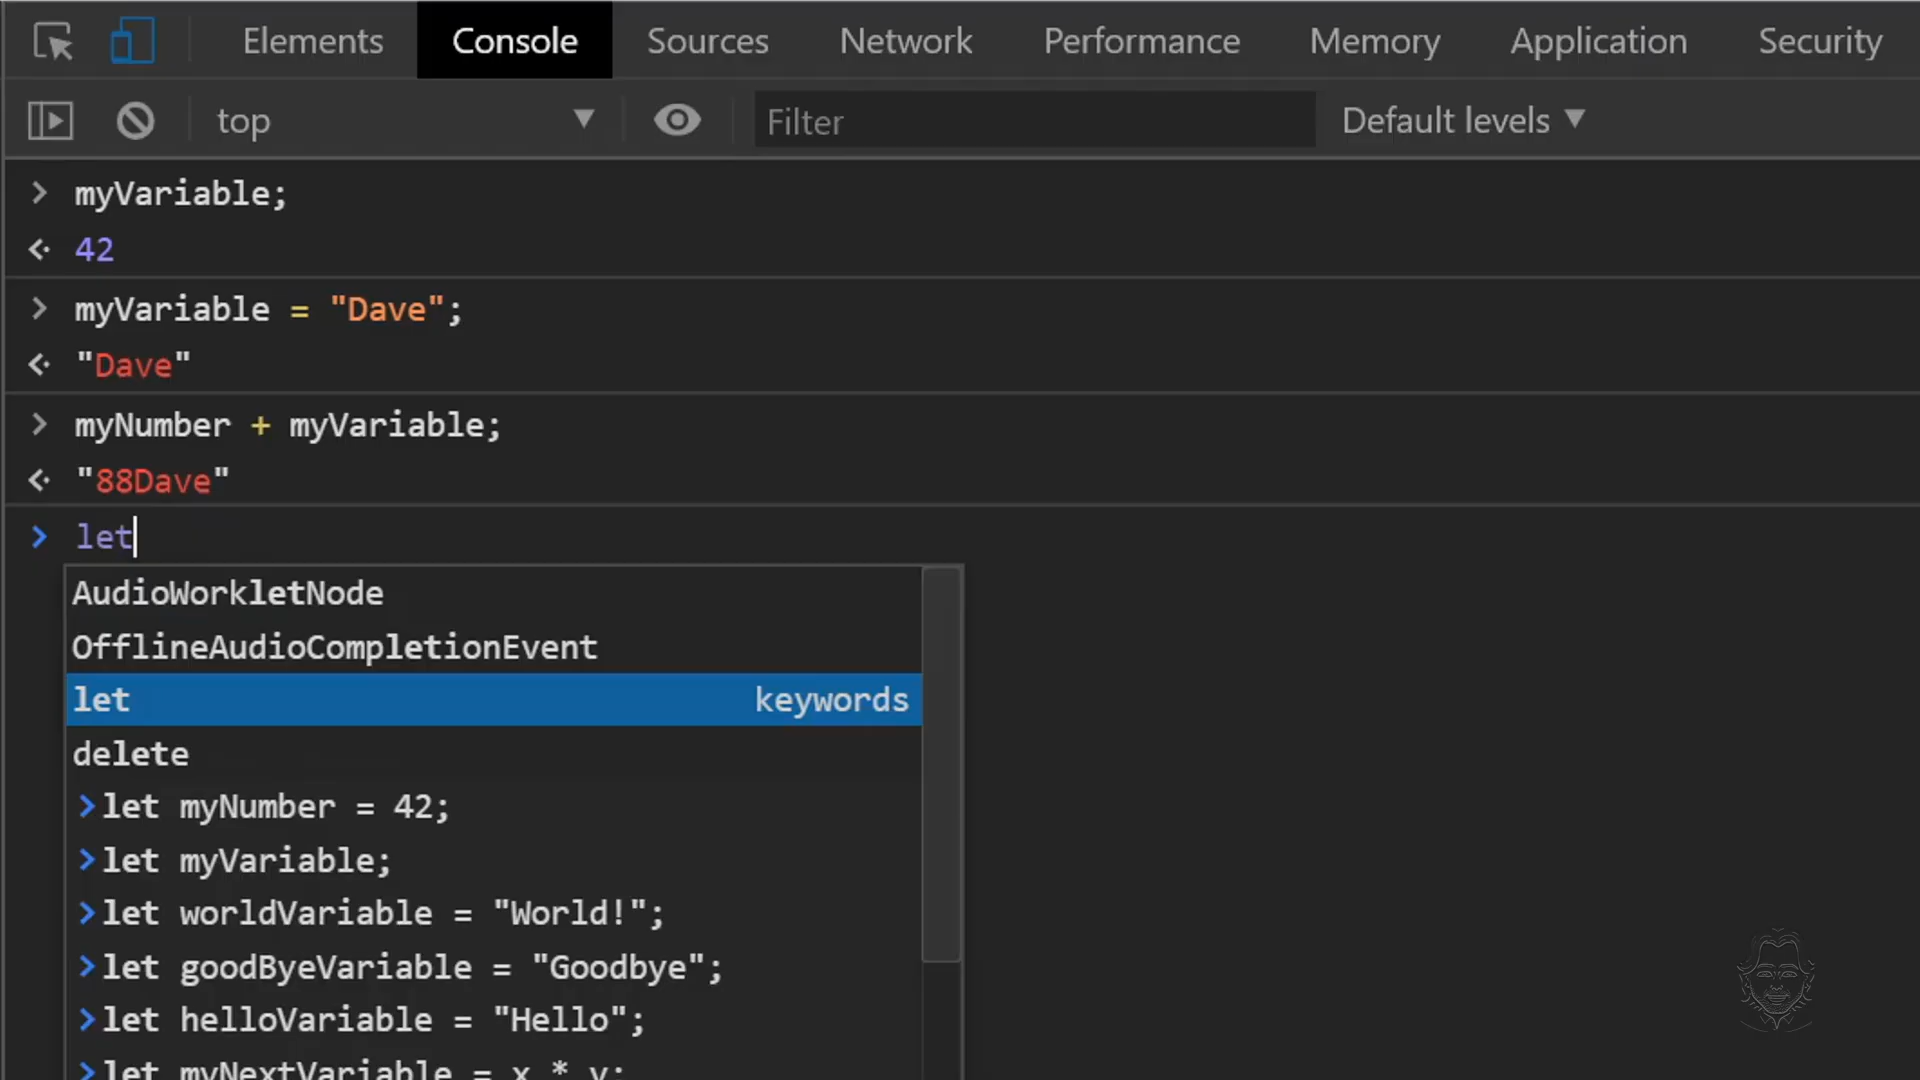 Elements Console Sources Network Performance Memory Application Security
top Filter Default levels
myVariable;
42
myVariable = "Dave";
"Dave"
myNumber + myVariable;
"88Dave"
let
AudioWorkletNode
OfflineAudioCompletionEvent
let keywords
delete
let myNumber = 42;
let myVariable;
let worldVariable = "World!";
let goodByeVariable = "Goodbye";
let helloVariable = "Hello";
let myNextVariable = x * y;